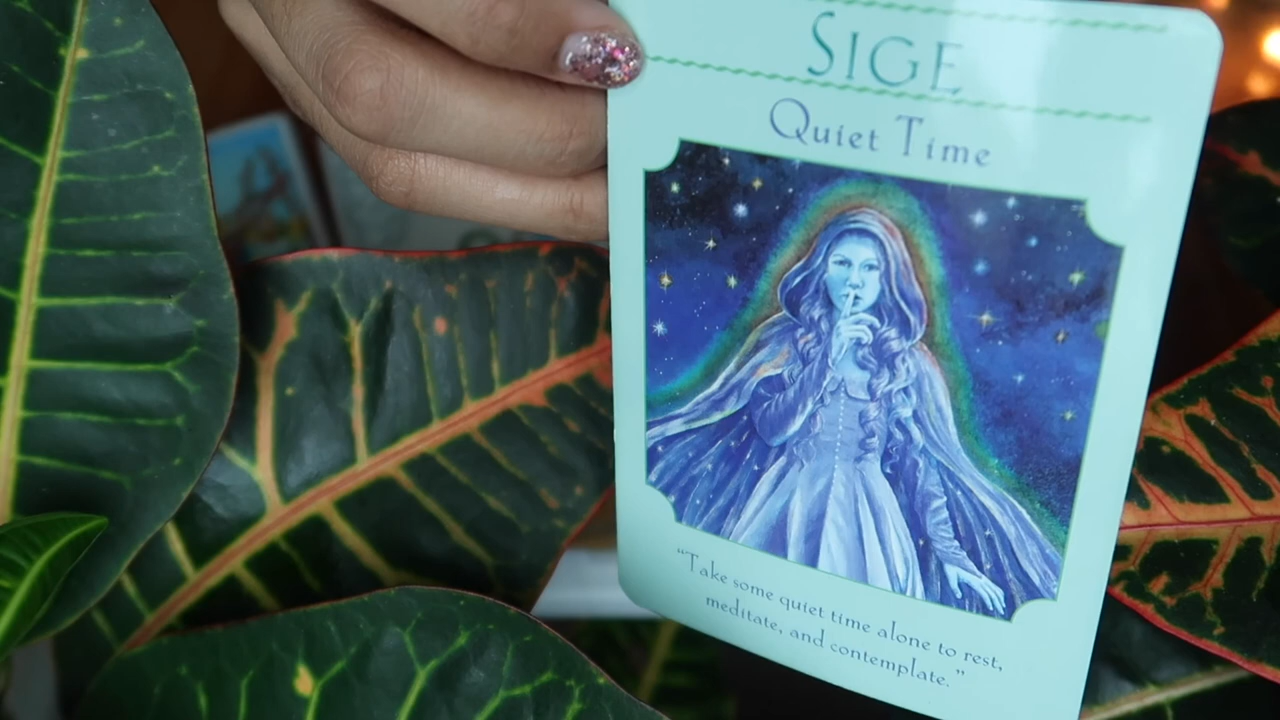 SIGE
Quiet Time
“Take some quiet time alone to rest,
meditate, and contemplate.”